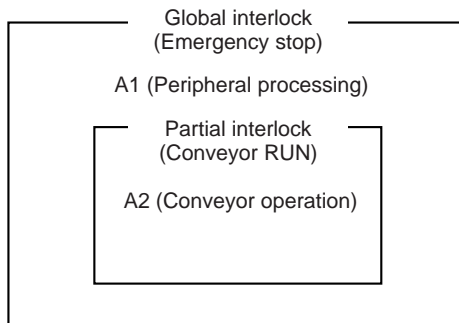 Global interlock
(Emergency stop)
A1 (Peripheral processing)
Partial interlock
(Conveyor RUN)
A2 (Conveyor operation)